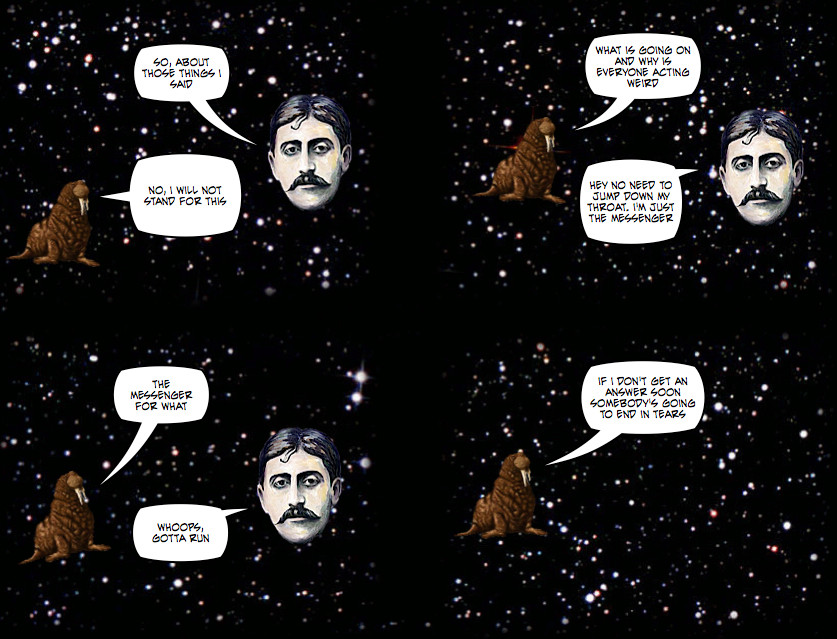 SO, ABOUT
THOSE THINGS I
SAID
NO, I WILL NOT
STAND FOR THIS
WHAT IS GOING ON
AND WHY IS
EVERYONE ACTING
WEIRD
HEY NO NEED TO
JUMP DOWN MY
THROAT. I'M JUST
THE MESSENGER
THE
MESSENGER
FOR WHAT
WHOOPS,
GOTTA RUN
IF I DON'T GET AN
ANSWER SOON
SOMEBODY'S GOING
TO END IN TEARS